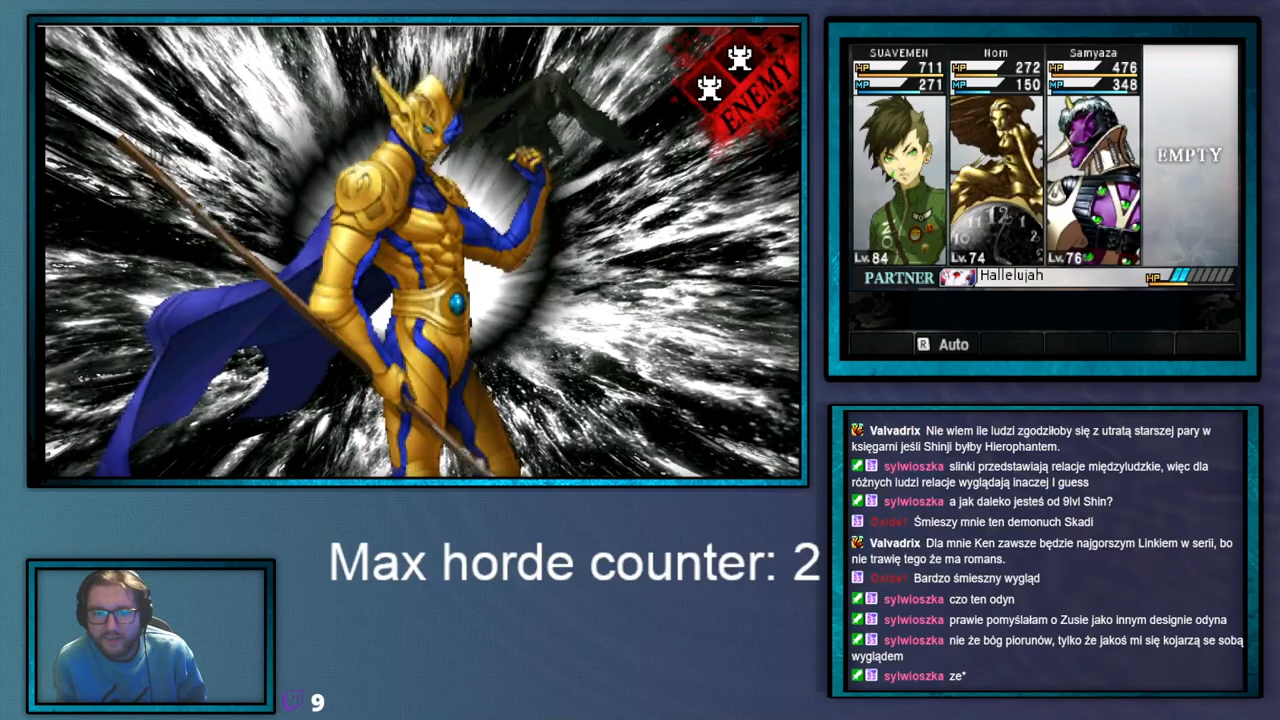 ENEMY
SUAVEMEN
HP 711
MP 271
Lv. 84
Norn
HP 272
MP 150
Lv. 74
Samyaza
HP 476
MP 348
Lv. 76
EMPTY
PARTNER Hallelujah HP
R Auto
Valvadrix Nie wiem ile ludzi zgodziłoby się z utratą starszej pary w
księgarni jeśli Shinji byłby Hierophantem.
sylwioszka slinki przedstawiają relacje międzyludzkie, więc dla
różnych ludzi relacje wyglądają inaczej I guess
sylwioszka a jak daleko jesteś od 9lvl Shin?
Oxide! Śmieszy mnie ten demonuch Skadi
Valvadrix Dla mnie Ken zawsze będzie najgorszym Linkiem w serii, bo
nie trawię tego że ma romans.
Oxide! Bardzo śmieszny wygląd
sylwioszka czo ten odyn
sylwioszka prawie pomyślałam o Zusie jako innym designie odyna
sylwioszka nie że bóg piorunów, tylko że jakoś mi się kojarzą se sobą
wyglądem
sylwioszka ze*
Max horde counter: 2
9